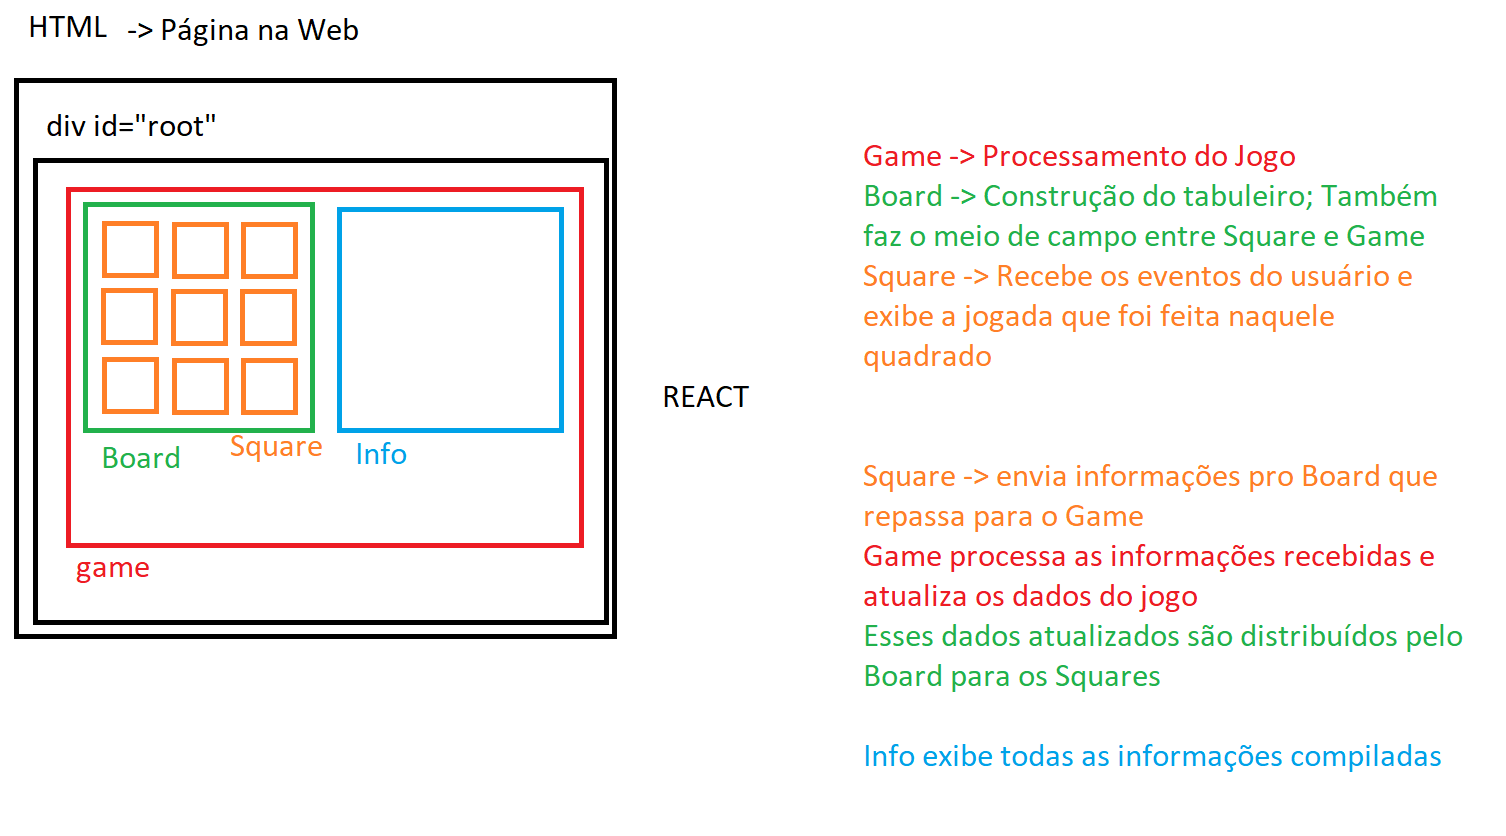 HTML -> Página na Web
div id="root"
Board
Square
Info
game
REACT
Game -> Processamento do Jogo
Board -> Construção do tabuleiro; Também
faz o meio de campo entre Square e Game
Square -> Recebe os eventos do usuário e
exibe a jogada que foi feita naquele
quadrado
Square -> envia informações pro Board que
repassa para o Game
Game processa as informações recebidas e
atualiza os dados do jogo
Esses dados atualizados são distribuídos pelo
Board para os Squares
Info exibe todas as informações compiladas